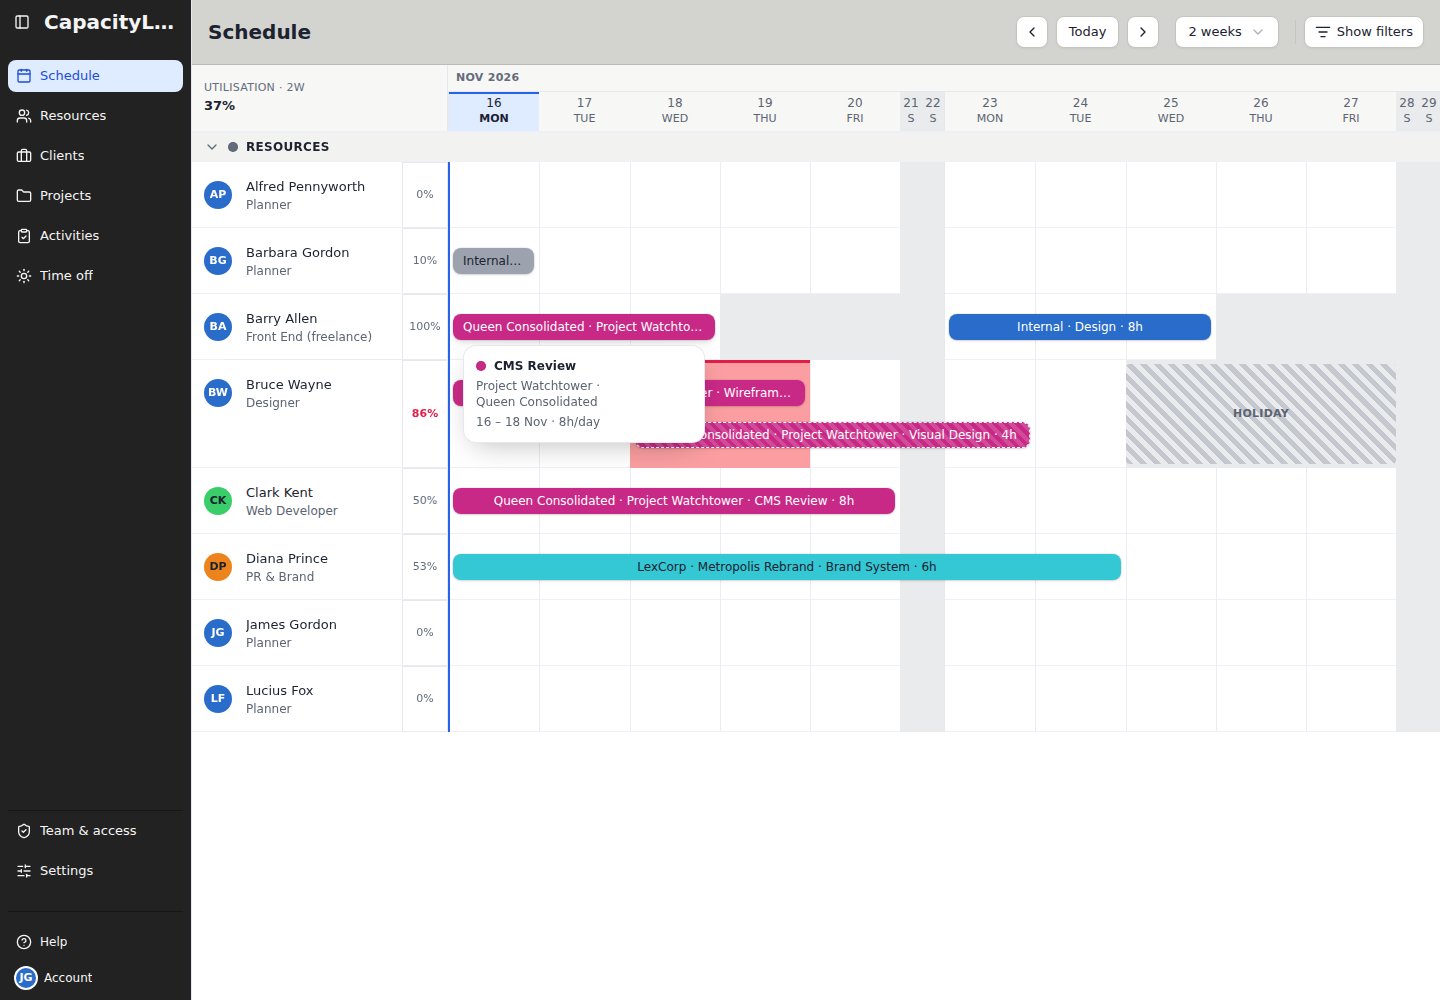 CapacityL...
Schedule
Resources
Clients
Projects
Activities
Time off
Team & access
Settings
Help
JG Account
Schedule
Today
2 weeks
Show filters
UTILISATION · 2W
37%
NOV 2026
16 17 18 19 20 21 22 23 24 25 26 27 28 29
MON TUE WED THU FRI S S MON TUE WED THU FRI S S
RESOURCES
AP Alfred Pennyworth
Planner
0%
BG Barbara Gordon
Planner
10%
Internal...
BA Barry Allen
Front End (freelance)
100%
Queen Consolidated · Project Watchto...
Internal · Design · 8h
BW Bruce Wayne
Designer
86%
CMS Review
Project Watchtower ·
Queen Consolidated
16 – 18 Nov · 8h/day
· Wirefram...
· Project Watchtower · Visual Design · 4h
HOLIDAY
CK Clark Kent
Web Developer
50%
Queen Consolidated · Project Watchtower · CMS Review · 8h
DP Diana Prince
PR & Brand
53%
LexCorp · Metropolis Rebrand · Brand System · 6h
JG James Gordon
Planner
0%
LF Lucius Fox
Planner
0%